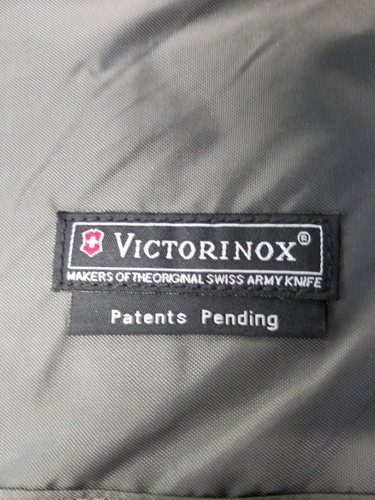 VICTORINOX®
MAKERS OF THE ORIGINAL SWISS ARMY KNIFE
Patents Pending